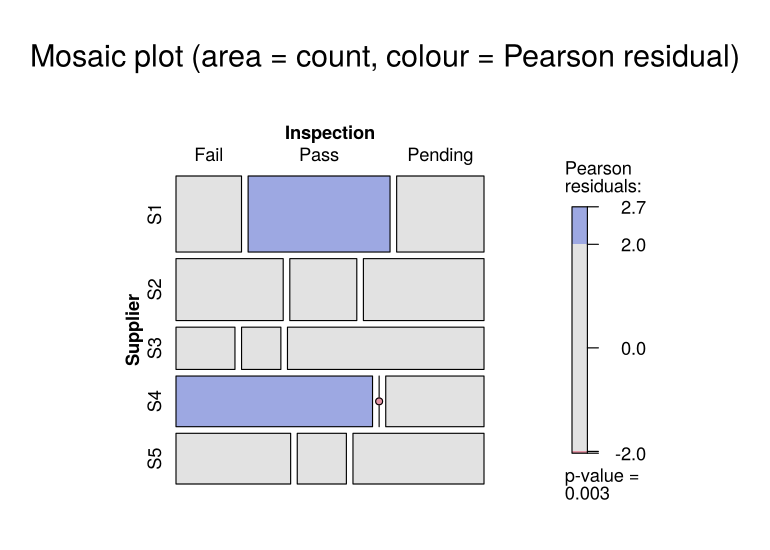 Mosaic plot (area = count, colour = Pearson residual)
Inspection
Fail Pass Pending
Supplier
S1
S2
S3
S4
S5
Pearson
residuals:
2.7
2.0
0.0
-2.0
p-value =
0.003